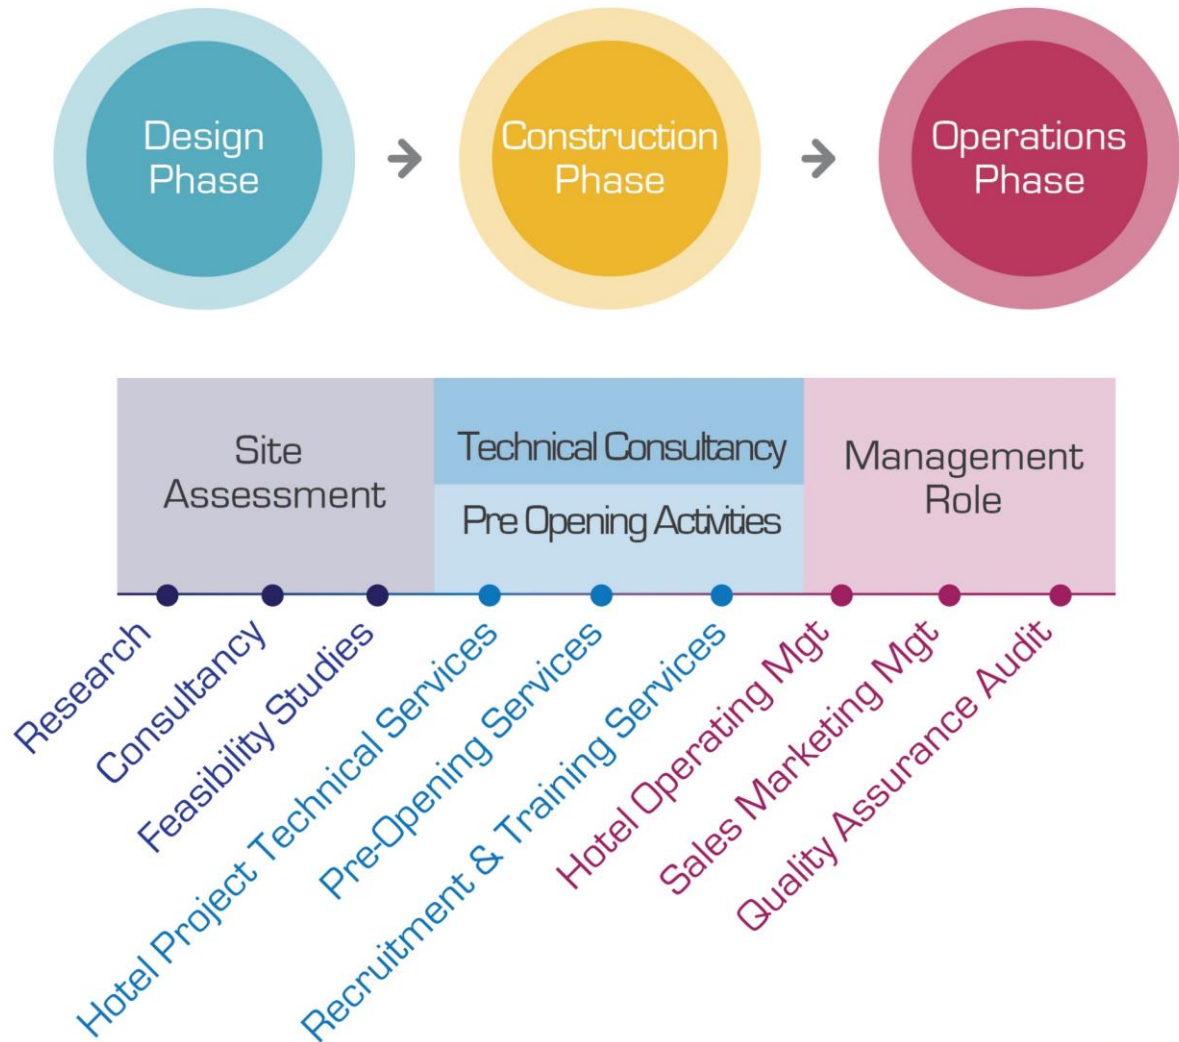 Design
Phase
Construction
Phase
Operations
Phase
Site
Assessment
Technical Consultancy
Pre Opening Activities
Management
Role
Research
Consultancy
Feasibility Studies
Hotel Project Technical Services
Pre-Opening Services
Recruitment & Training Services
Hotel Operating Mgt
Sales Marketing Mgt
Quality Assurance Audit